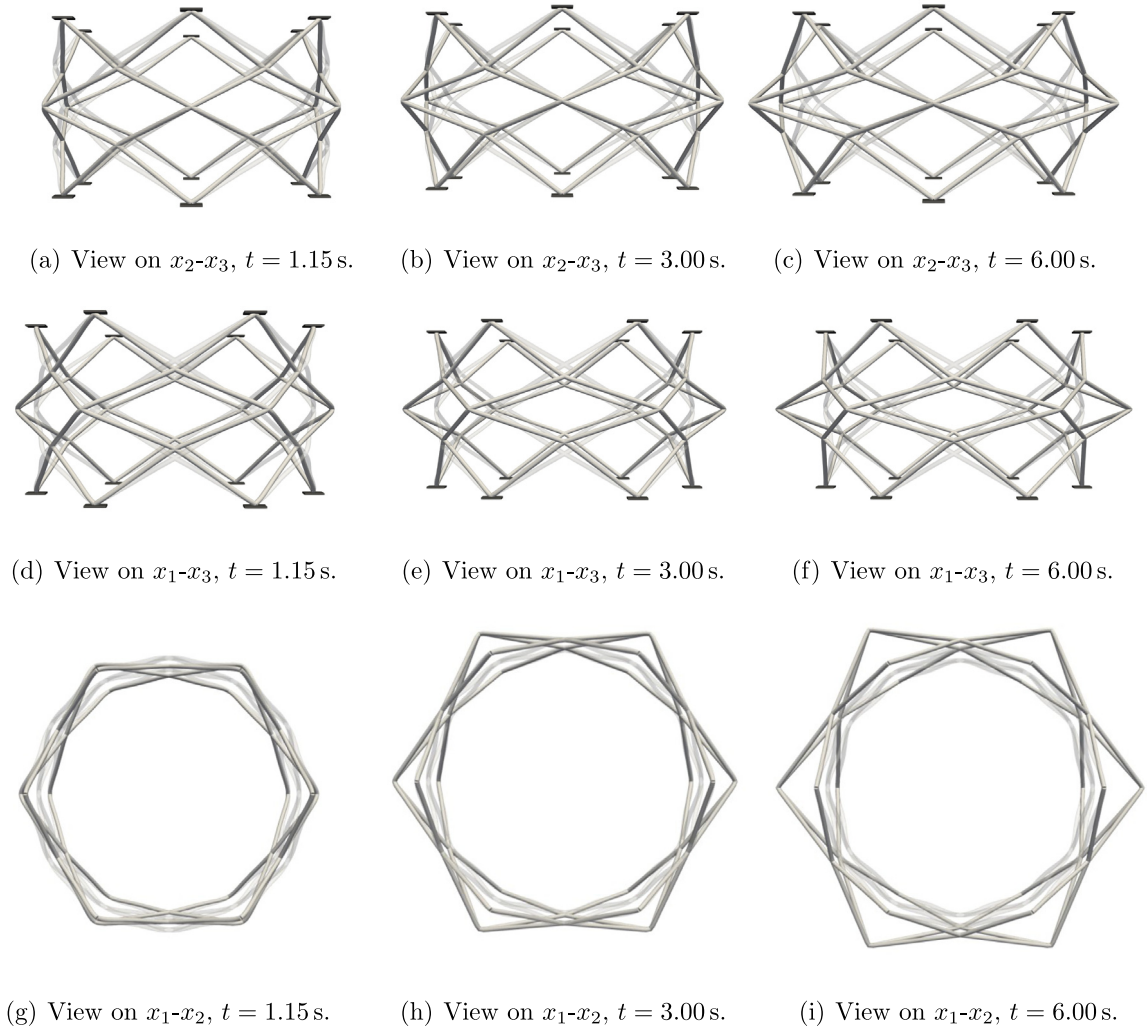 (a) View on x₂-x₃, t = 1.15 s.
(b) View on x₂-x₃, t = 3.00 s.
(c) View on x₂-x₃, t = 6.00 s.
(d) View on x₁-x₃, t = 1.15 s.
(e) View on x₁-x₃, t = 3.00 s.
(f) View on x₁-x₃, t = 6.00 s.
(g) View on x₁-x₂, t = 1.15 s.
(h) View on x₁-x₂, t = 3.00 s.
(i) View on x₁-x₂, t = 6.00 s.